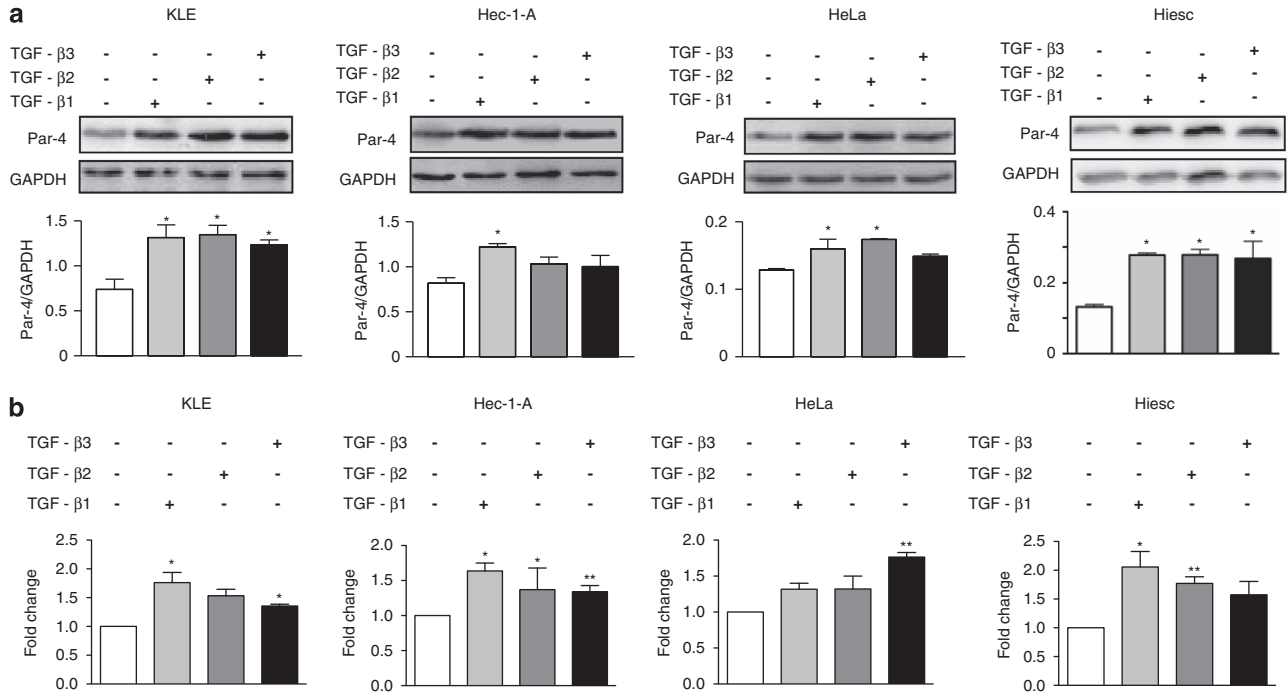 a
KLE
Hec-1-A
HeLa
Hiesc
TGF - β3 - - - +
TGF - β2 - - + -
TGF - β1 - + - -
Par-4
GAPDH
TGF - β3 - - - +
TGF - β2 - - + -
TGF - β1 - + - -
Par-4
GAPDH
TGF - β3 - - - +
TGF - β2 - - + -
TGF - β1 - + - -
Par-4
GAPDH
TGF - β3 - - - +
TGF - β2 - - + -
TGF - β1 - + - -
Par-4
GAPDH
Par-4/GAPDH
1.5
1.0
0.5
0
* * *
Par-4/GAPDH
1.5
1.0
0.5
0
*
Par-4/GAPDH
0.2
0.1
0
* *
Par-4/GAPDH
0.4
0.2
0.2
0
* * *
b
KLE
Hec-1-A
HeLa
Hiesc
TGF - β3 - - - +
TGF - β2 - - + -
TGF - β1 - + - -
TGF - β3 - - - +
TGF - β2 - - + -
TGF - β1 - + - -
TGF - β3 - - - +
TGF - β2 - - + -
TGF - β1 - + - -
TGF - β3 - - - +
TGF - β2 - - + -
TGF - β1 - + - -
Fold change
2.5
2.0
1.5
1.0
0.5
0.0
* *
Fold change
2.0
1.5
1.0
0.5
0.0
* * **
Fold change
2.0
1.5
1.0
0.5
0.0
**
Fold change
2.5
2.0
1.5
1.0
0.5
0.0
* **